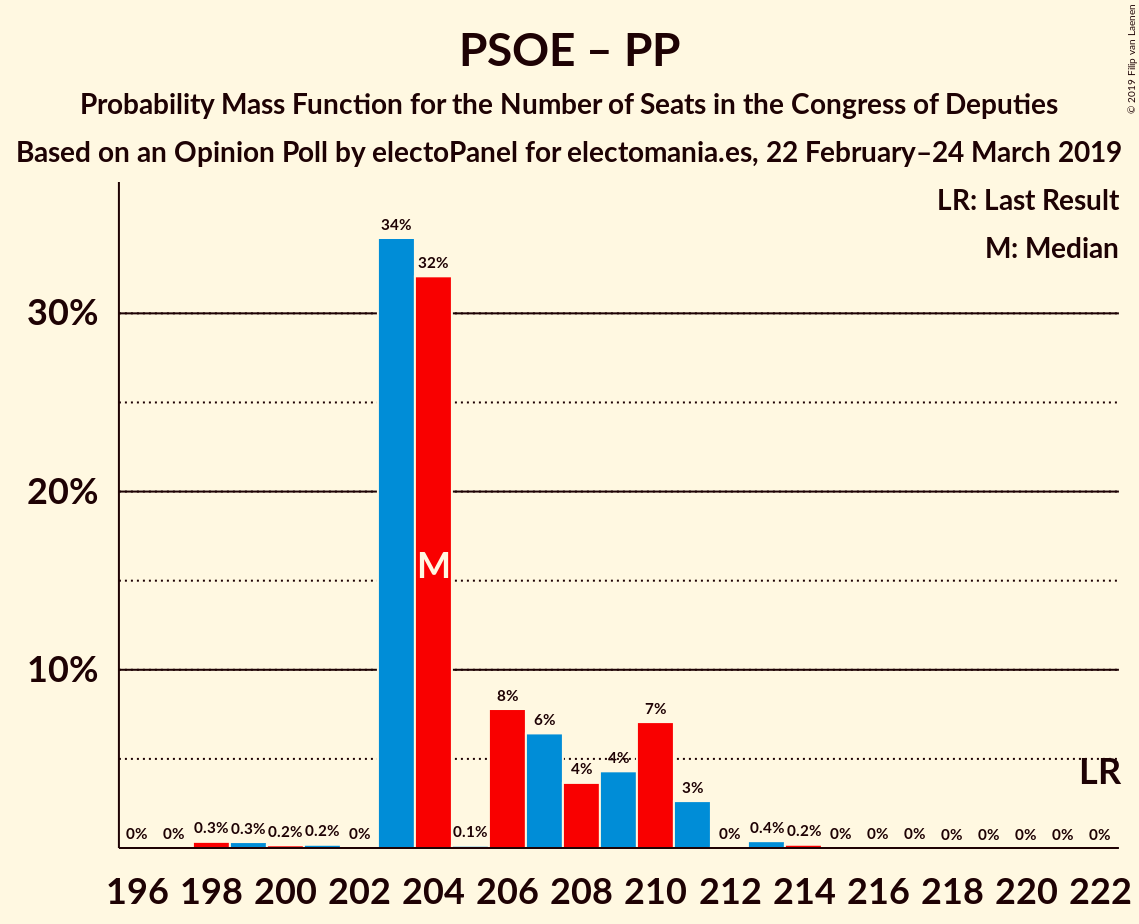 PSOE – PP
Probability Mass Function for the Number of Seats in the Congress of Deputies
Based on an Opinion Poll by electoPanel for electomania.es, 22 February–24 March 2019
© 2019 Filip van Laenen
LR: Last Result
M: Median
30%
20%
10%
0% 0% 0.3% 0.3% 0.2% 0.2% 0% 34% 32% 0.1% 8% 6% 4% 4% 7% 3% 0% 0.4% 0.2% 0% 0% 0% 0% 0% 0% 0% 0%
M
LR
196 198 200 202 204 206 208 210 212 214 216 218 220 222